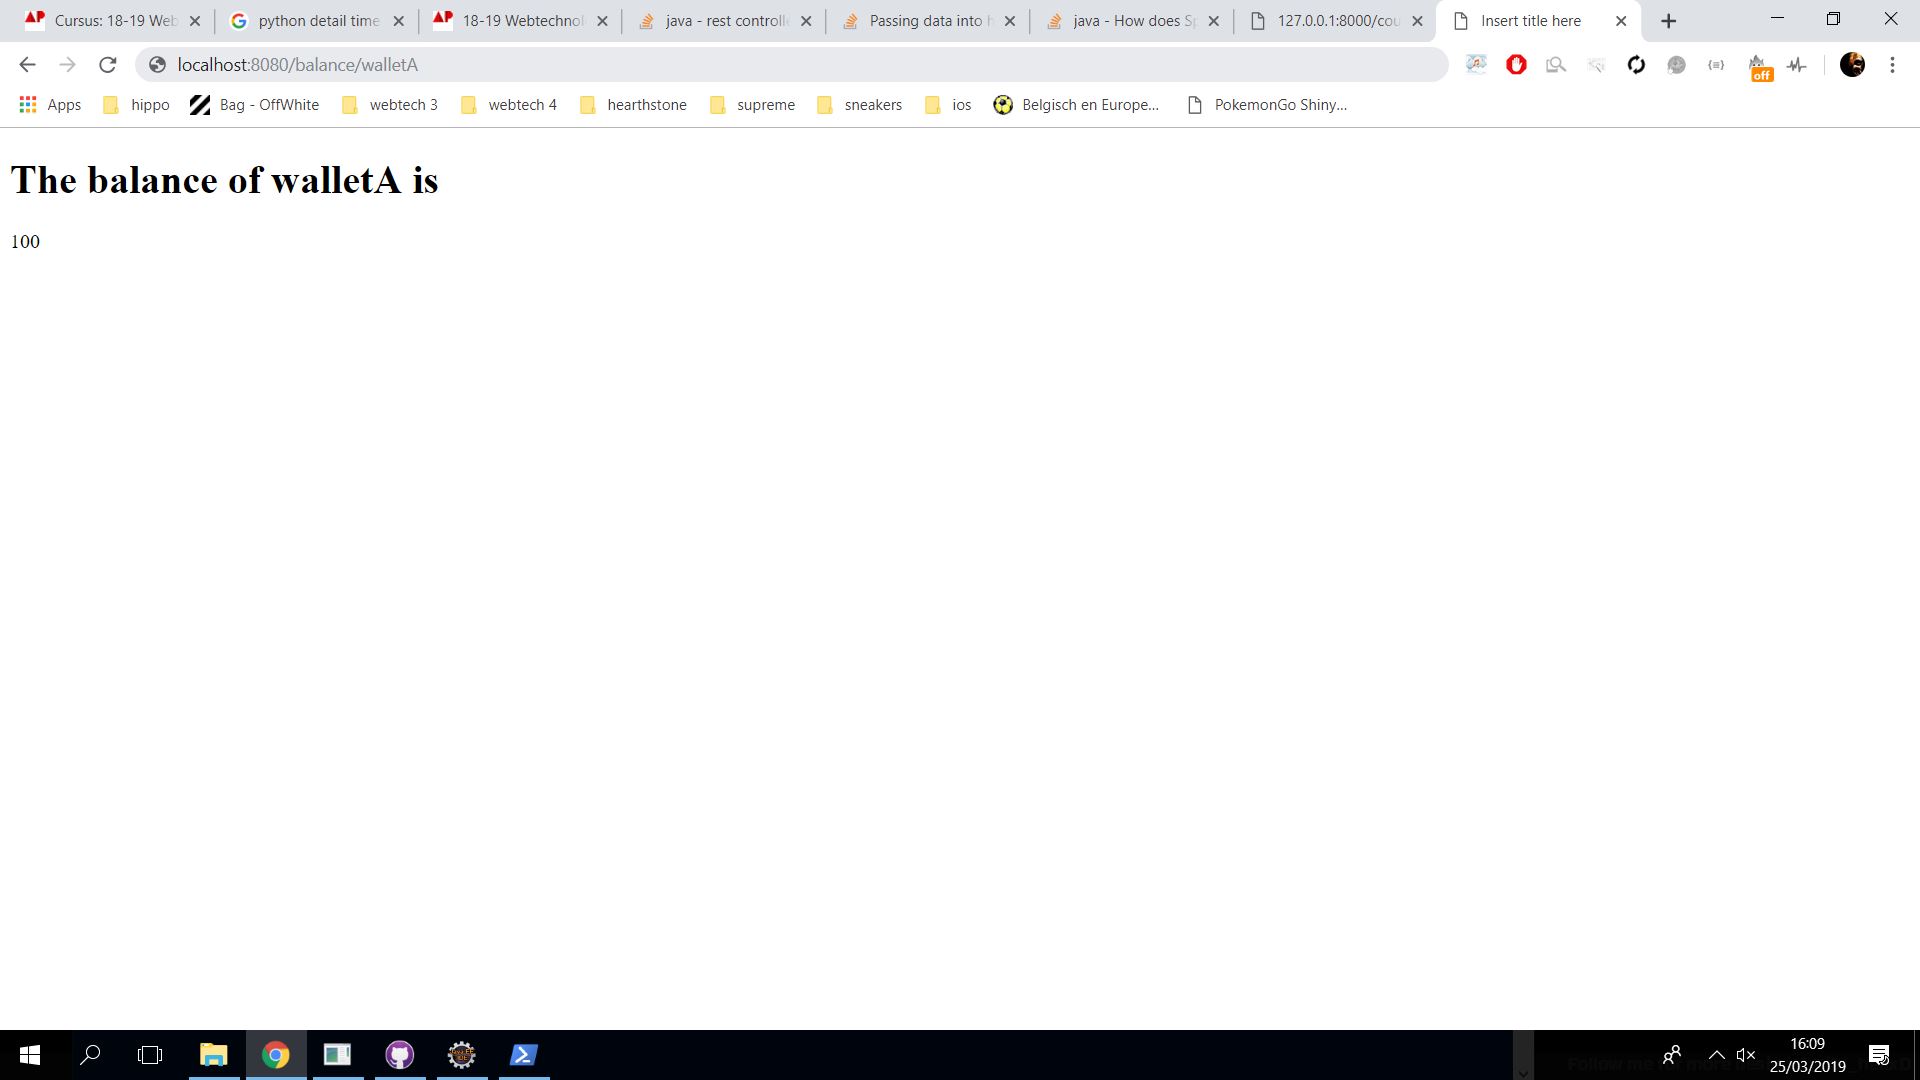 Cursus: 18-19 Web
python detail time
18-19 Webtechnol
java - rest controlle
Passing data into h
java - How does Sp
127.0.0.1:8000/cou
Insert title here
localhost:8080/balance/walletA
off
Apps
hippo
Bag - OffWhite
webtech 3
webtech 4
hearthstone
supreme
sneakers
ios
Belgisch en Europe...
PokemonGo Shiny...
The balance of walletA is
100
16:09
25/03/2019